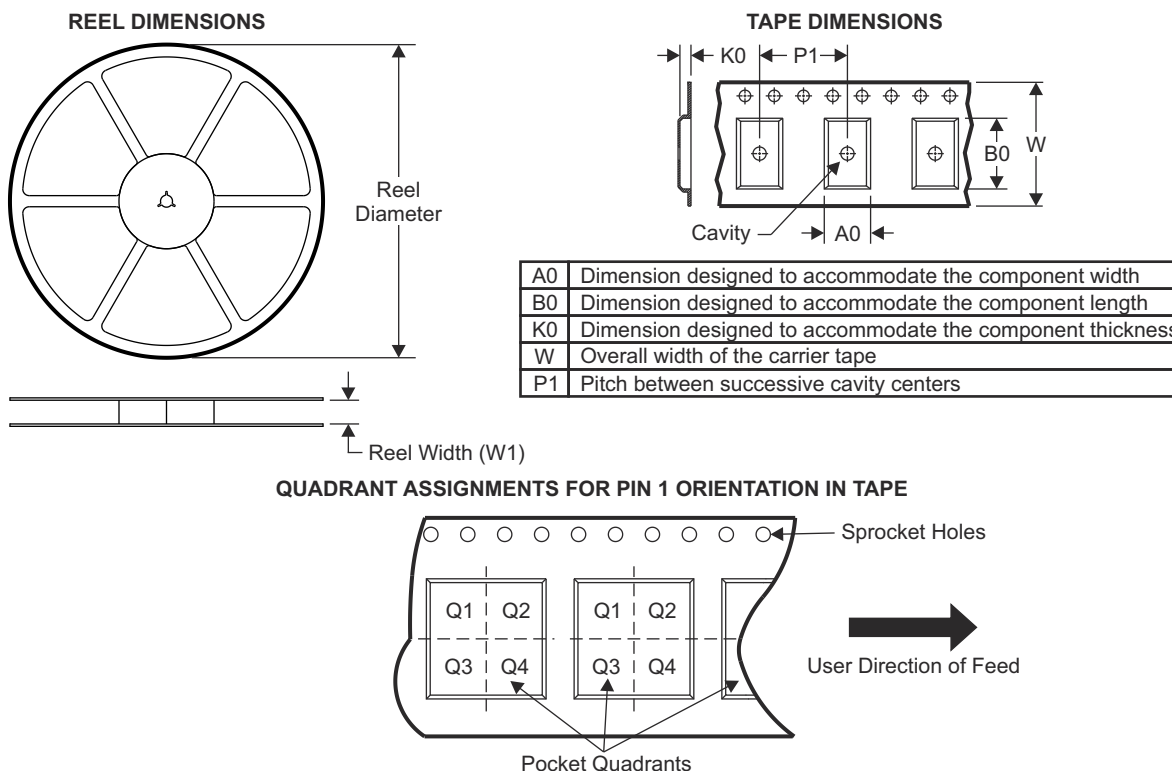 REEL DIMENSIONS
Reel
Diameter
Reel Width (W1)
TAPE DIMENSIONS
K0
P1
W
B0
Cavity
A0
A0 Dimension designed to accommodate the component width
B0 Dimension designed to accommodate the component length
K0 Dimension designed to accommodate the component thickness
W Overall width of the carrier tape
P1 Pitch between successive cavity centers
QUADRANT ASSIGNMENTS FOR PIN 1 ORIENTATION IN TAPE
Sprocket Holes
Q1 Q2 Q1 Q2
Q3 Q4 Q3 Q4
User Direction of Feed
Pocket Quadrants